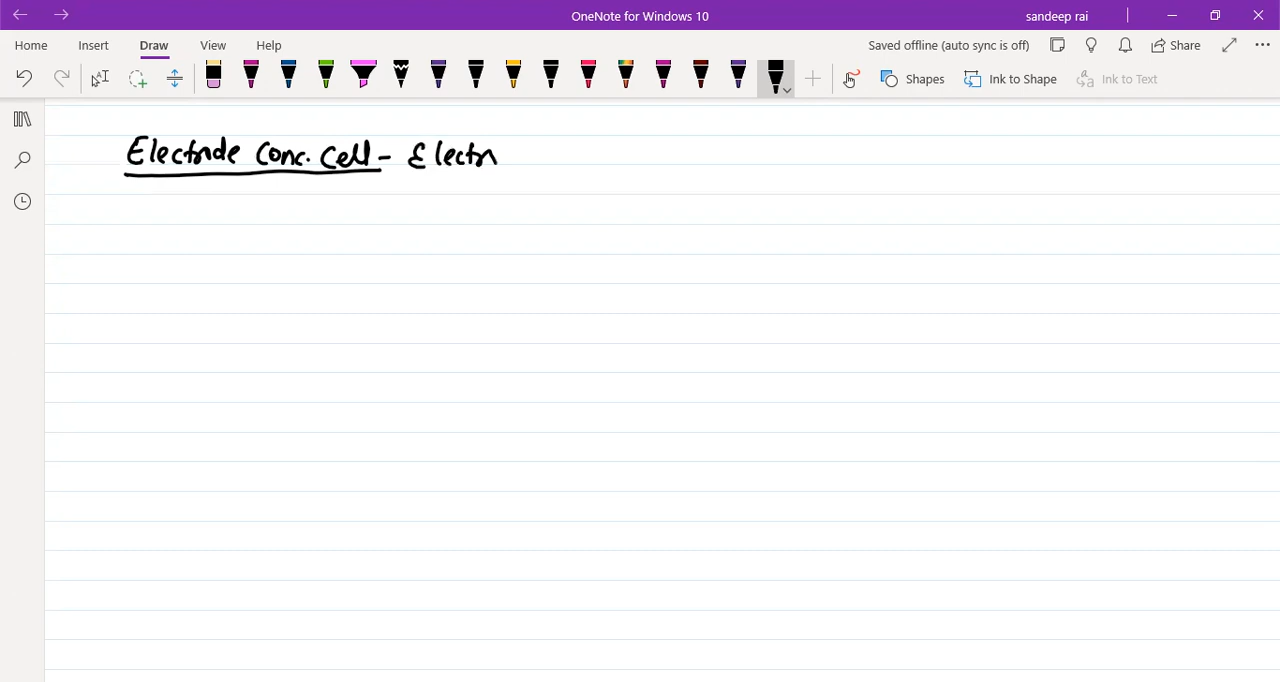 OneNote for Windows 10
sandeep rai
Home Insert Draw View Help
Saved offline (auto sync is off) Share
Shapes Ink to Shape Ink to Text
Electrode Conc. Cell - Electr